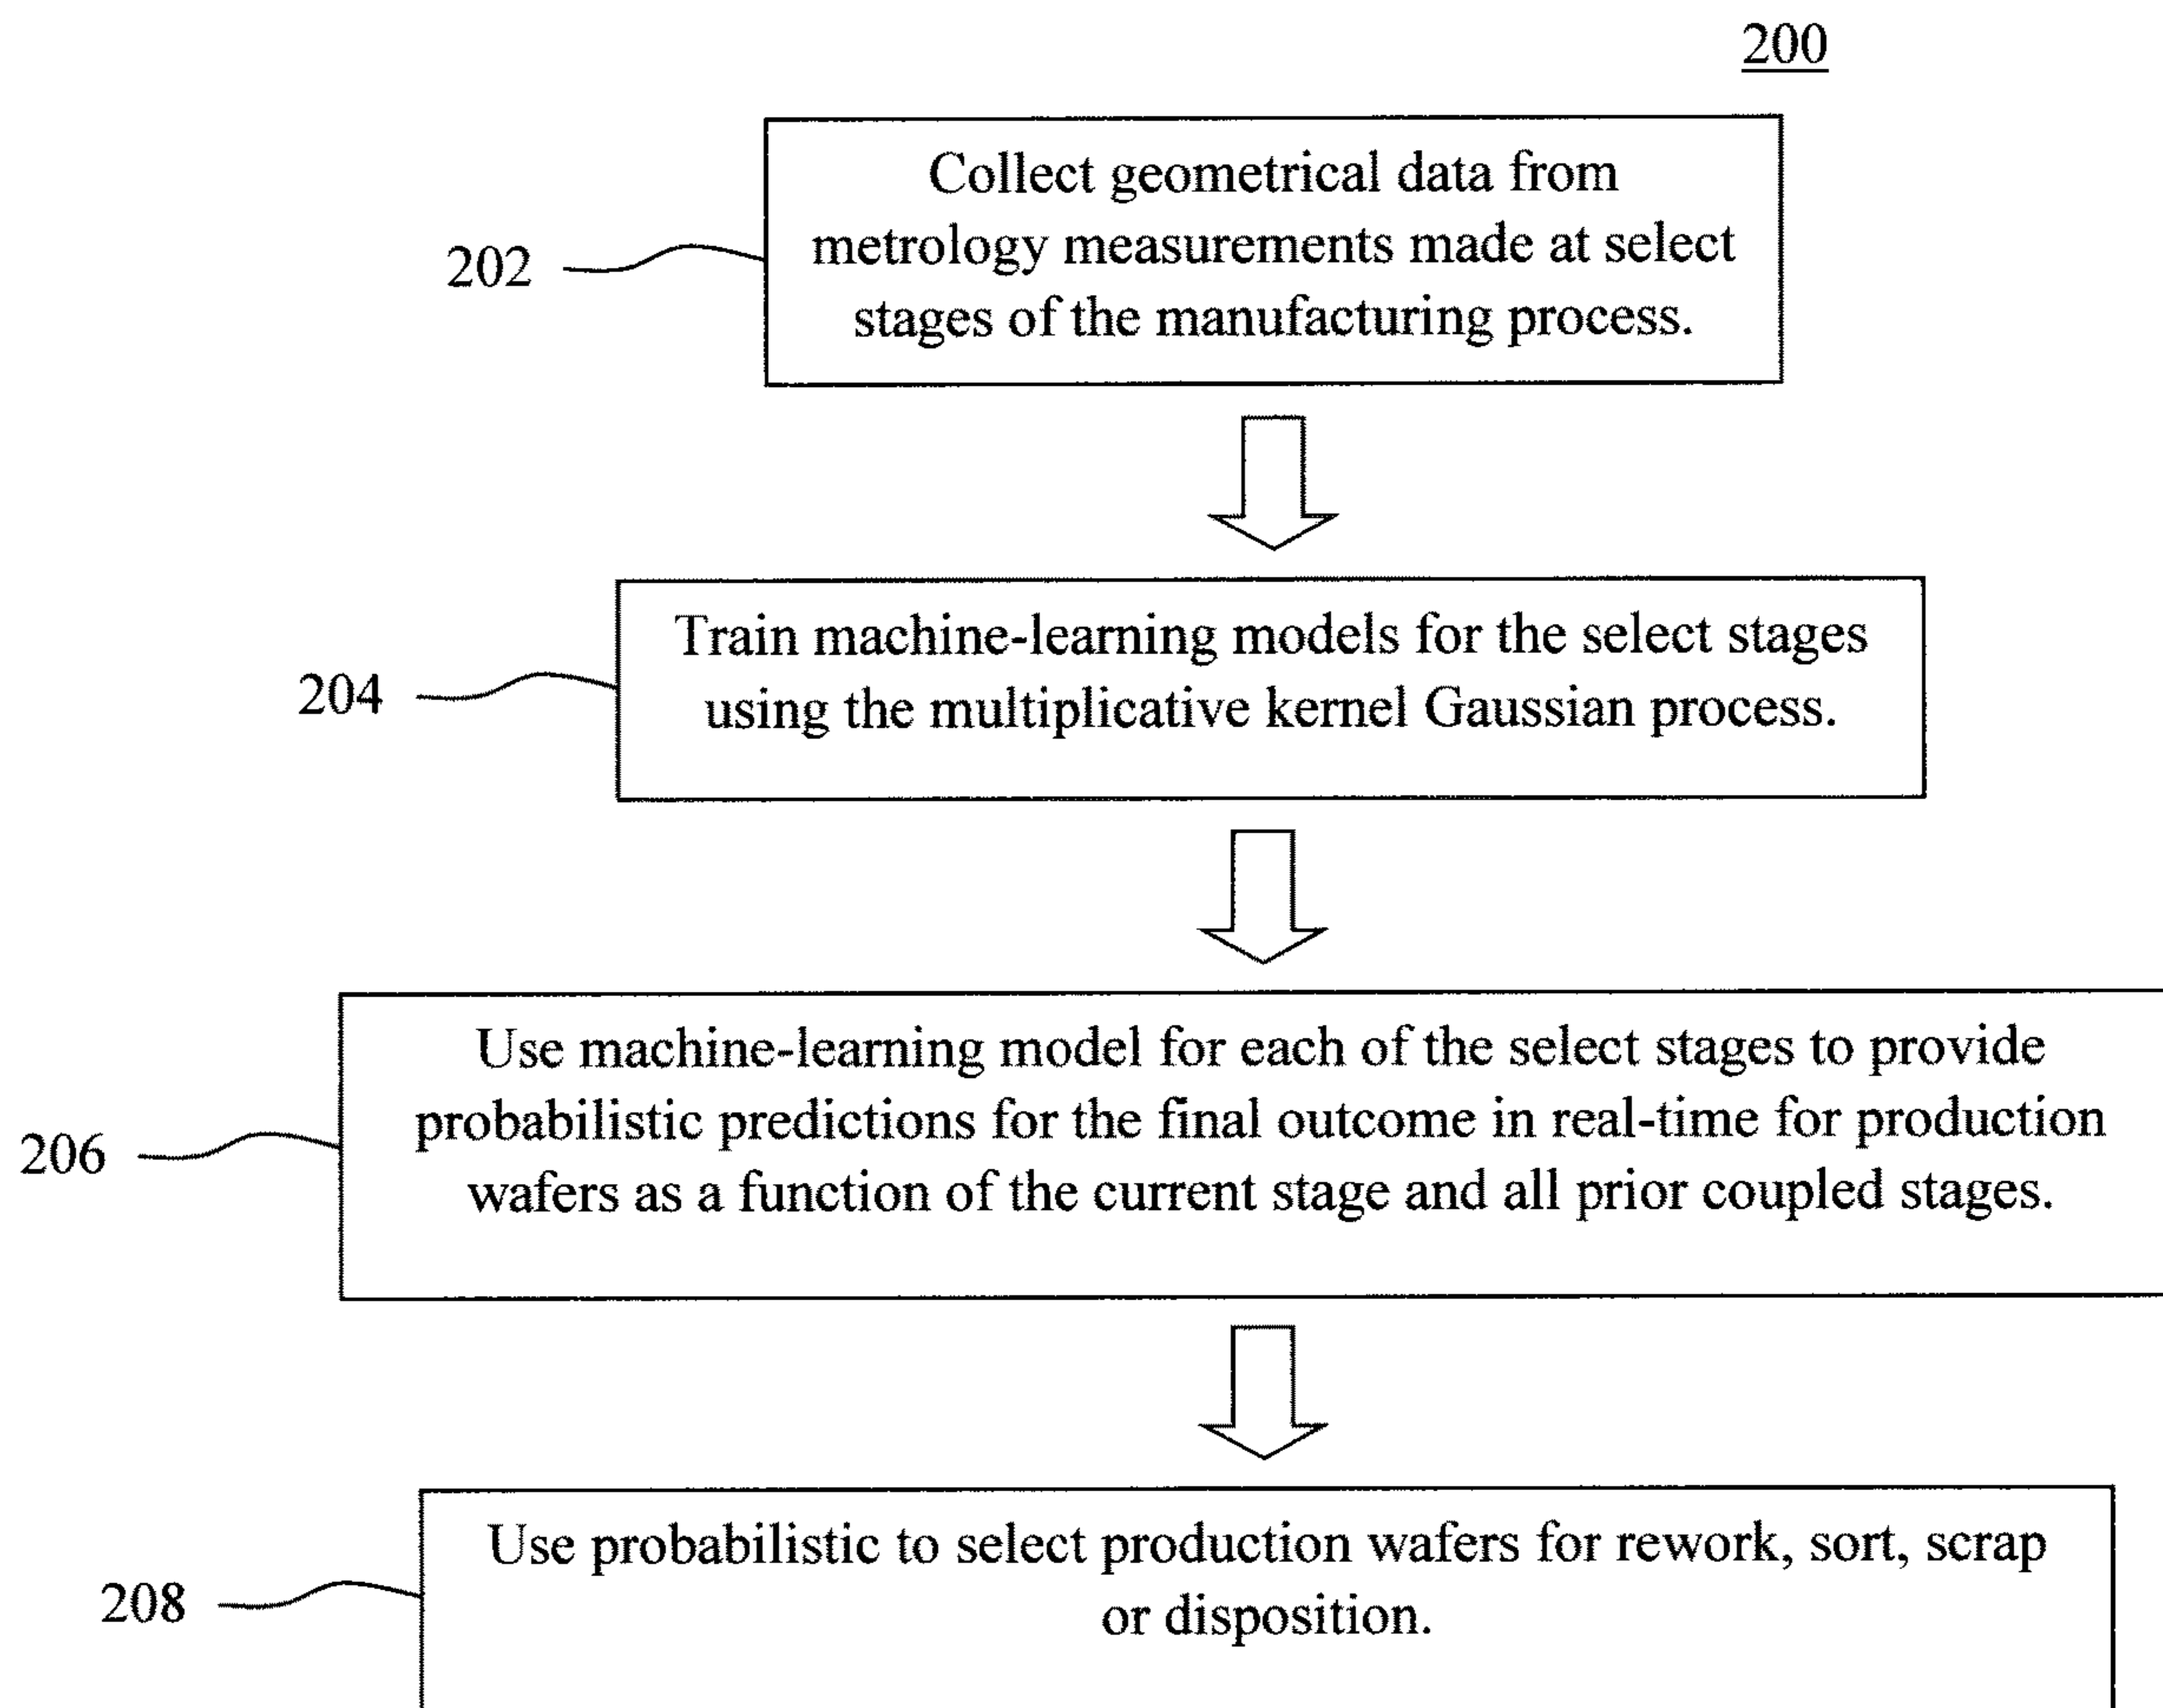 200
Collect geometrical data from
metrology measurements made at select
stages of the manufacturing process.
202
Train machine-learning models for the select stages
using the multiplicative kernel Gaussian process.
204
Use machine-learning model for each of the select stages to provide
probabilistic predictions for the final outcome in real-time for production
wafers as a function of the current stage and all prior coupled stages.
206
Use probabilistic to select production wafers for rework, sort, scrap
or disposition.
208